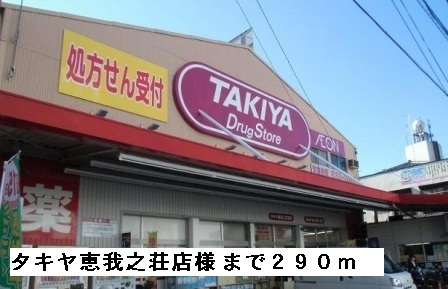 処方せん受付
TAKIYA
Drug Store
ÆON
薬
タキヤ恵我之荘店様 まで２９０ｍ